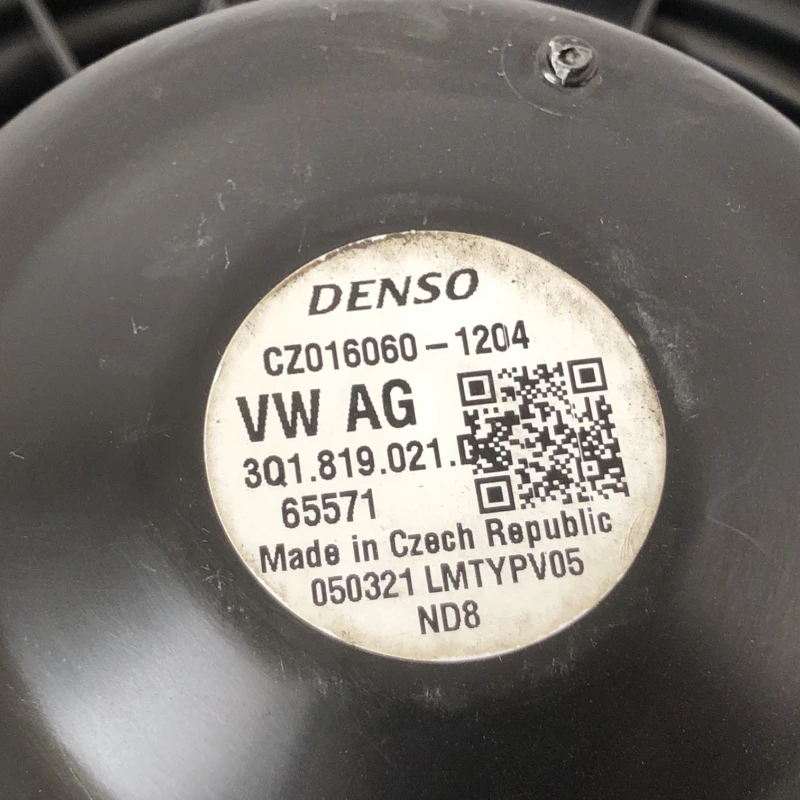 DENSO
CZ016060-1204
VW AG
3Q1.819.021.D
65571
Made in Czech Republic
050321 LMTYPV05
ND8